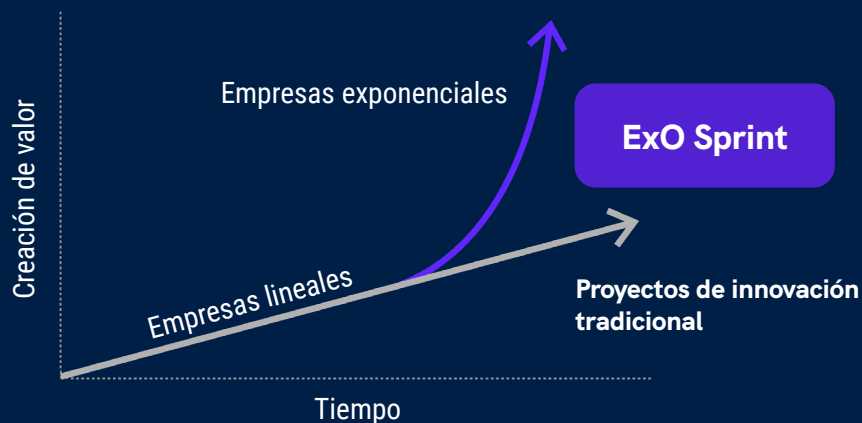 Creación de valor
Empresas exponenciales
ExO Sprint
Empresas lineales
Proyectos de innovación
tradicional
Tiempo